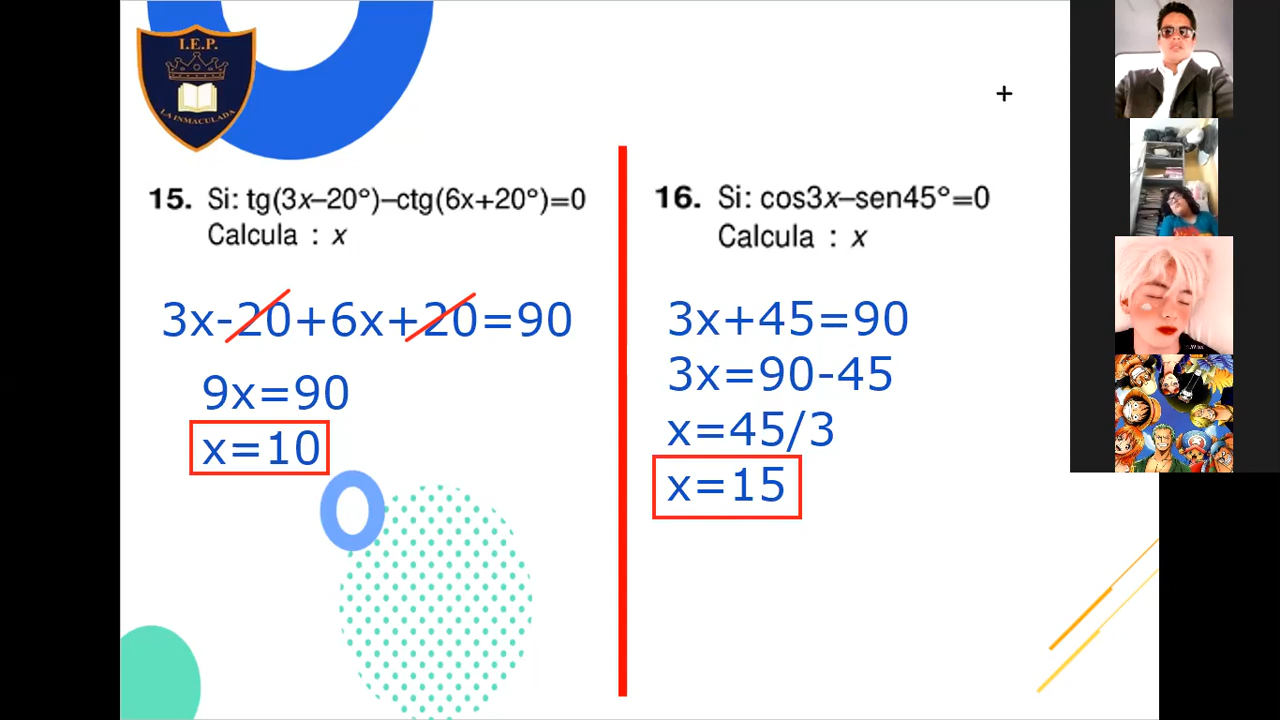 I.E.P.
LA INMACULADA
+
15. Si: tg(3x–20°)–ctg(6x+20°)=0
Calcula : x
3x-20+6x+20=90
9x=90
x=10
16. Si: cos3x–sen45°=0
Calcula : x
3x+45=90
3x=90-45
x=45/3
x=15